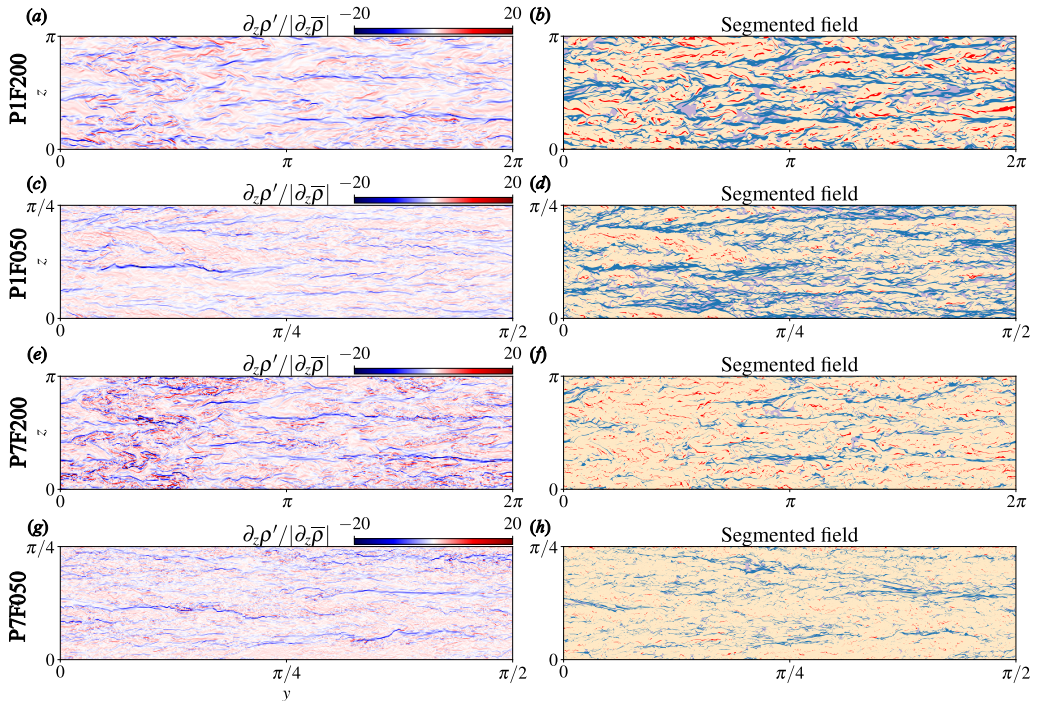 (a) ∂zρ′/|∂zρ̅| −20 20 (b) Segmented field
π π
P1F200
z
0 0
0 π 2π 0 π 2π
(c) ∂zρ′/|∂zρ̅| −20 20 (d) Segmented field
π/4 π/4
P1F050
z
0 0
0 π/4 π/2 0 π/4 π/2
(e) ∂zρ′/|∂zρ̅| −20 20 (f) Segmented field
π π
P7F200
z
0 0
0 π 2π 0 π 2π
(g) ∂zρ′/|∂zρ̅| −20 20 (h) Segmented field
π/4 π/4
P7F050
0 0
0 π/4 π/2 0 π/4 π/2
y